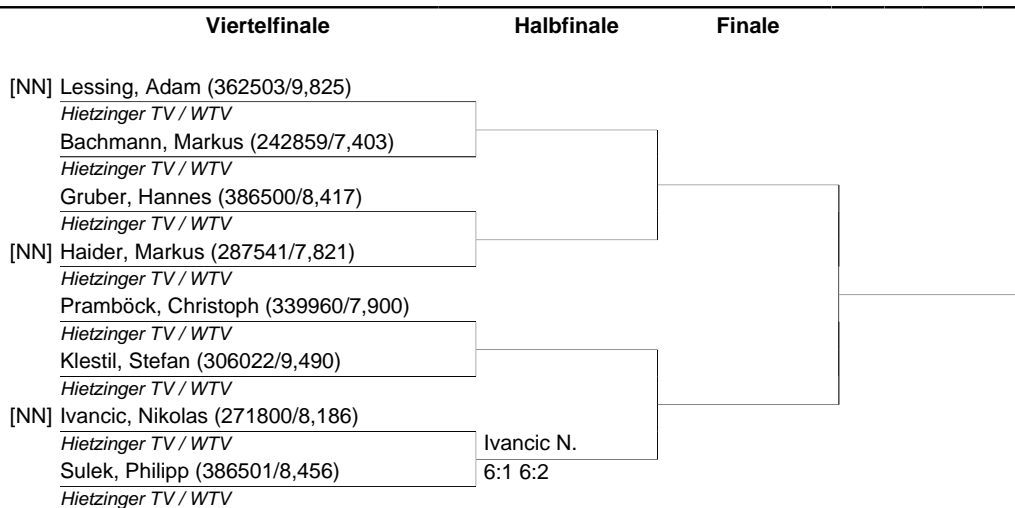 Viertelfinale Halbfinale Finale
[NN] Lessing, Adam (362503/9,825)
Hietzinger TV / WTV
Bachmann, Markus (242859/7,403)
Hietzinger TV / WTV
Gruber, Hannes (386500/8,417)
Hietzinger TV / WTV
[NN] Haider, Markus (287541/7,821)
Hietzinger TV / WTV
Pramböck, Christoph (339960/7,900)
Hietzinger TV / WTV
Klestil, Stefan (306022/9,490)
Hietzinger TV / WTV
[NN] Ivancic, Nikolas (271800/8,186)
Hietzinger TV / WTV Ivancic N.
Sulek, Philipp (386501/8,456) 6:1 6:2
Hietzinger TV / WTV